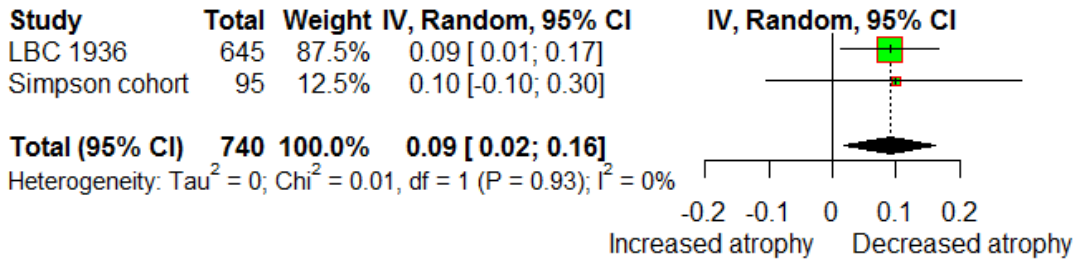 Study Total Weight IV, Random, 95% CI IV, Random, 95% CI
LBC 1936 645 87.5% 0.09 [ 0.01; 0.17]
Simpson cohort 95 12.5% 0.10 [-0.10; 0.30]
Total (95% CI) 740 100.0% 0.09 [ 0.02; 0.16]
Heterogeneity: Tau² = 0; Chi² = 0.01, df = 1 (P = 0.93); I² = 0%
-0.2 -0.1 0 0.1 0.2
Increased atrophy Decreased atrophy